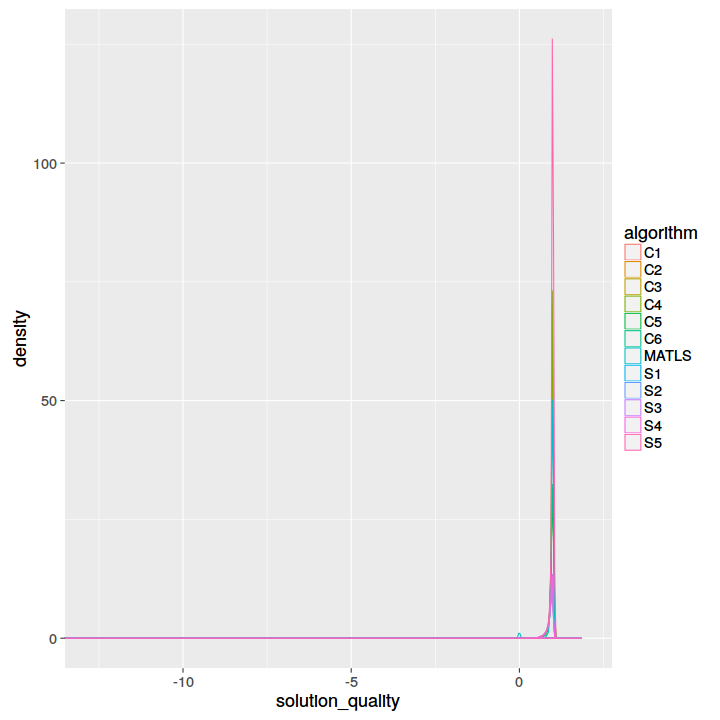 100
50
0
-10
-5
0
density
solution_quality
algorithm
C1
C2
C3
C4
C5
C6
MATLS
S1
S2
S3
S4
S5